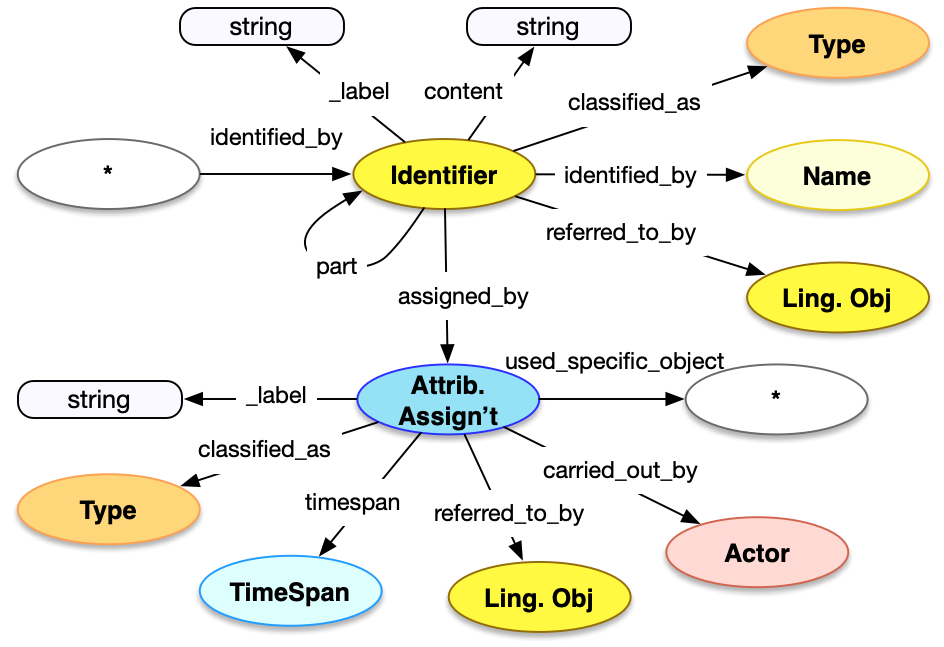 string
string
Type
_label
content
classified_as
identified_by
*
Identifier
identified_by
Name
referred_to_by
part
assigned_by
Ling. Obj
used_specific_object
string
_label
Attrib.
Assign't
*
classified_as
carried_out_by
Type
timespan
referred_to_by
Actor
TimeSpan
Ling. Obj